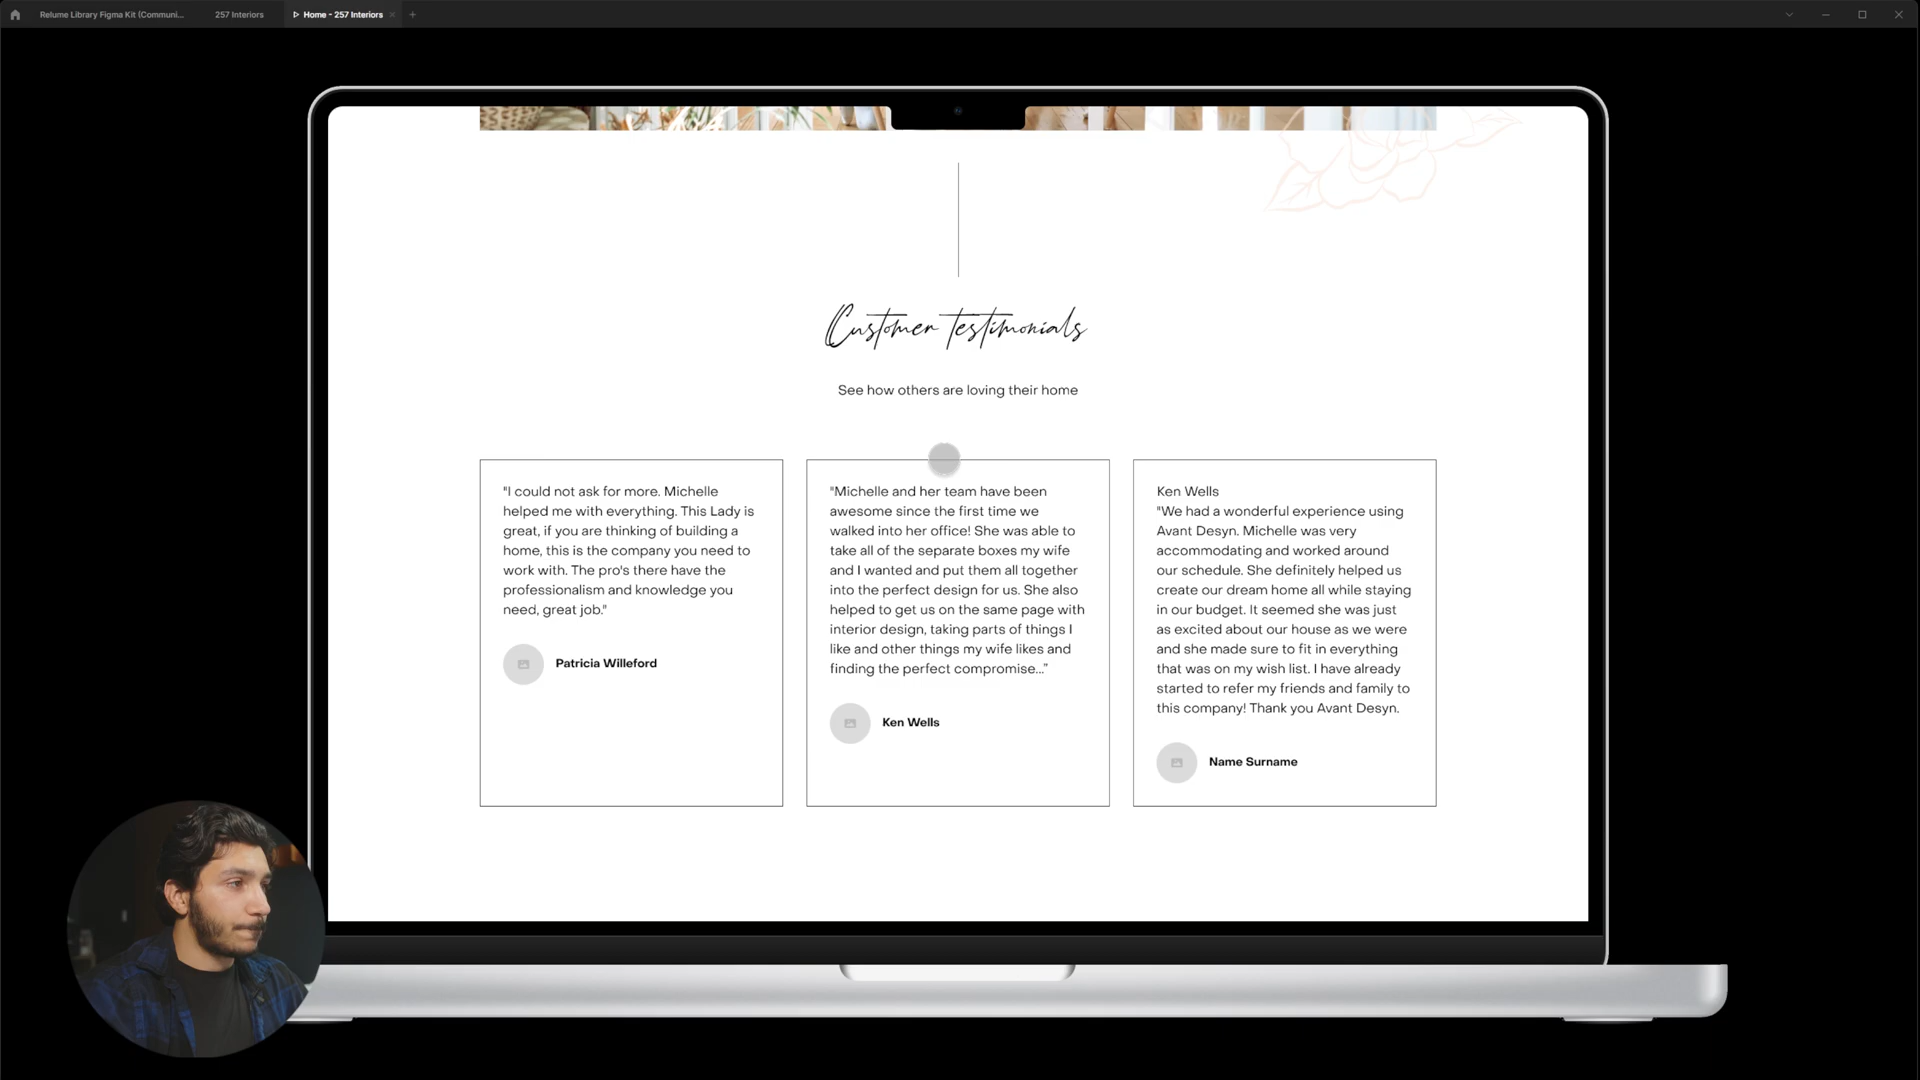 Relume Library Figma Kit (Communi...
257 Interiors
Home - 257 Interiors
Customer testimonials
See how others are loving their home
"I could not ask for more. Michelle
helped me with everything. This Lady is
great, if you are thinking of building a
home, this is the company you need to
work with. The pro's there have the
professionalism and knowledge you
need, great job."
Patricia Willeford
"Michelle and her team have been
awesome since the first time we
walked into her office! She was able to
take all of the separate boxes my wife
and I wanted and put them all together
into the perfect design for us. She also
helped to get us on the same page with
interior design, taking parts of things I
like and other things my wife likes and
finding the perfect compromise..."
Ken Wells
Ken Wells
"We had a wonderful experience using
Avant Desyn. Michelle was very
accommodating and worked around
our schedule. She definitely helped us
create our dream home all while staying
in our budget. It seemed she was just
as excited about our house as we were
and she made sure to fit in everything
that was on my wish list. I have already
started to refer my friends and family to
this company! Thank you Avant Desyn.
Name Surname